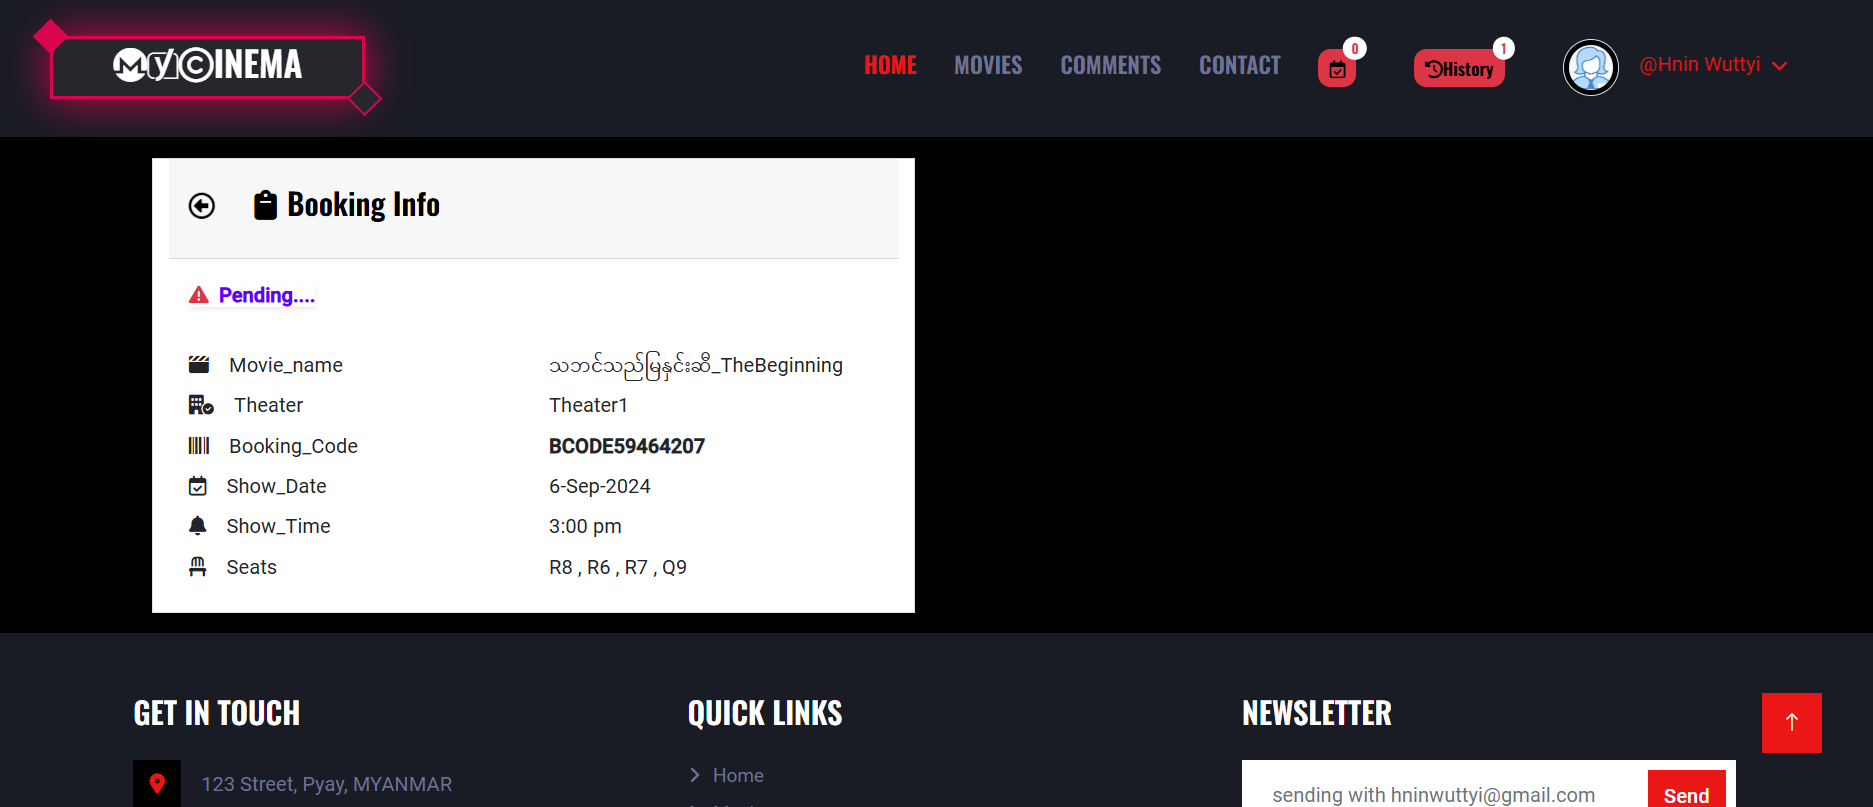 MyCINEMA
HOME MOVIES COMMENTS CONTACT 0 History 1 @Hnin Wuttyi
Booking Info
Pending....
Movie_name သဘင်သည်မြနှင်းဆီ_TheBeginning
Theater Theater1
Booking_Code BCODE59464207
Show_Date 6-Sep-2024
Show_Time 3:00 pm
Seats R8 , R6 , R7 , Q9
GET IN TOUCH
123 Street, Pyay, MYANMAR
QUICK LINKS
Home
NEWSLETTER
sending with hninwuttyi@gmail.com Send